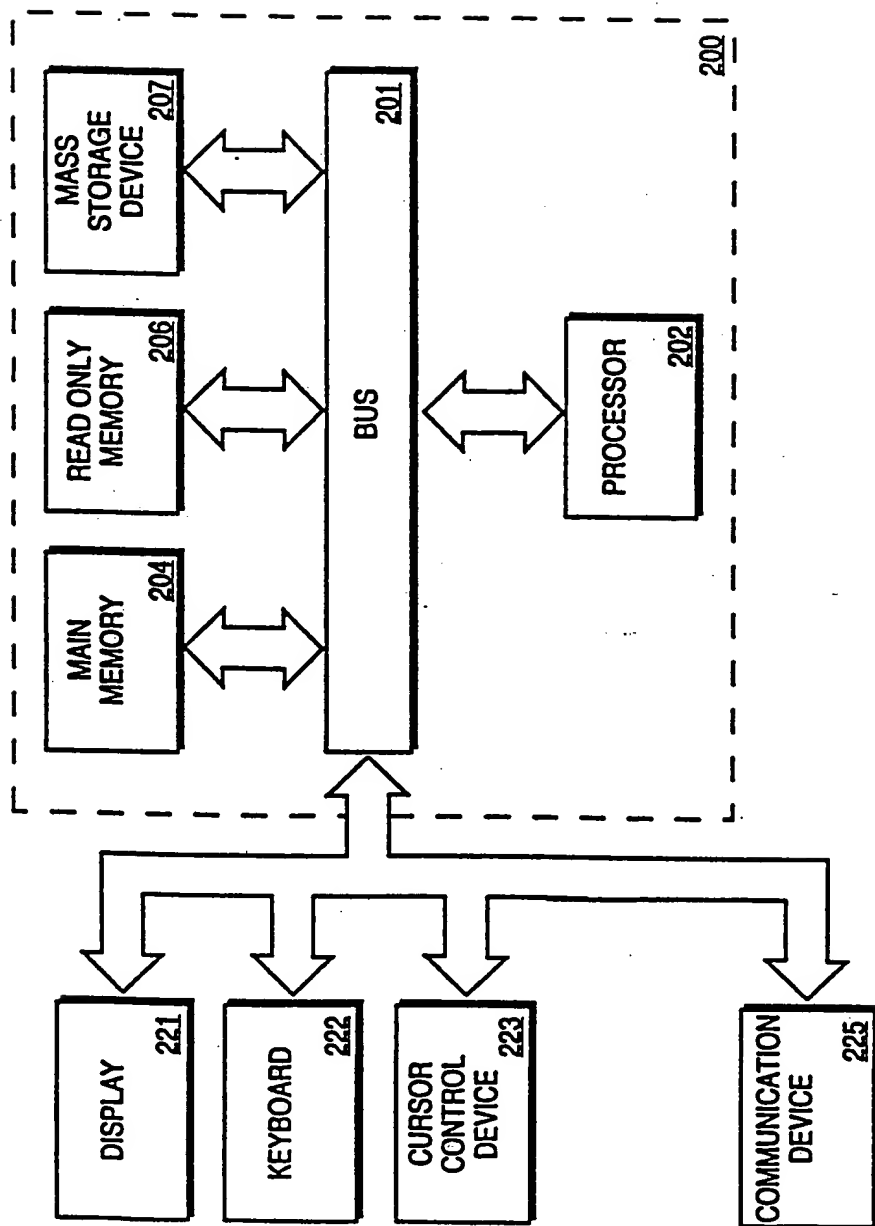 MAIN
MEMORY
204
READ ONLY
MEMORY
206
MASS
STORAGE
DEVICE
207
BUS
201
PROCESSOR
202
200
DISPLAY
221
KEYBOARD
222
CURSOR
CONTROL
DEVICE
223
COMMUNICATION
DEVICE
225